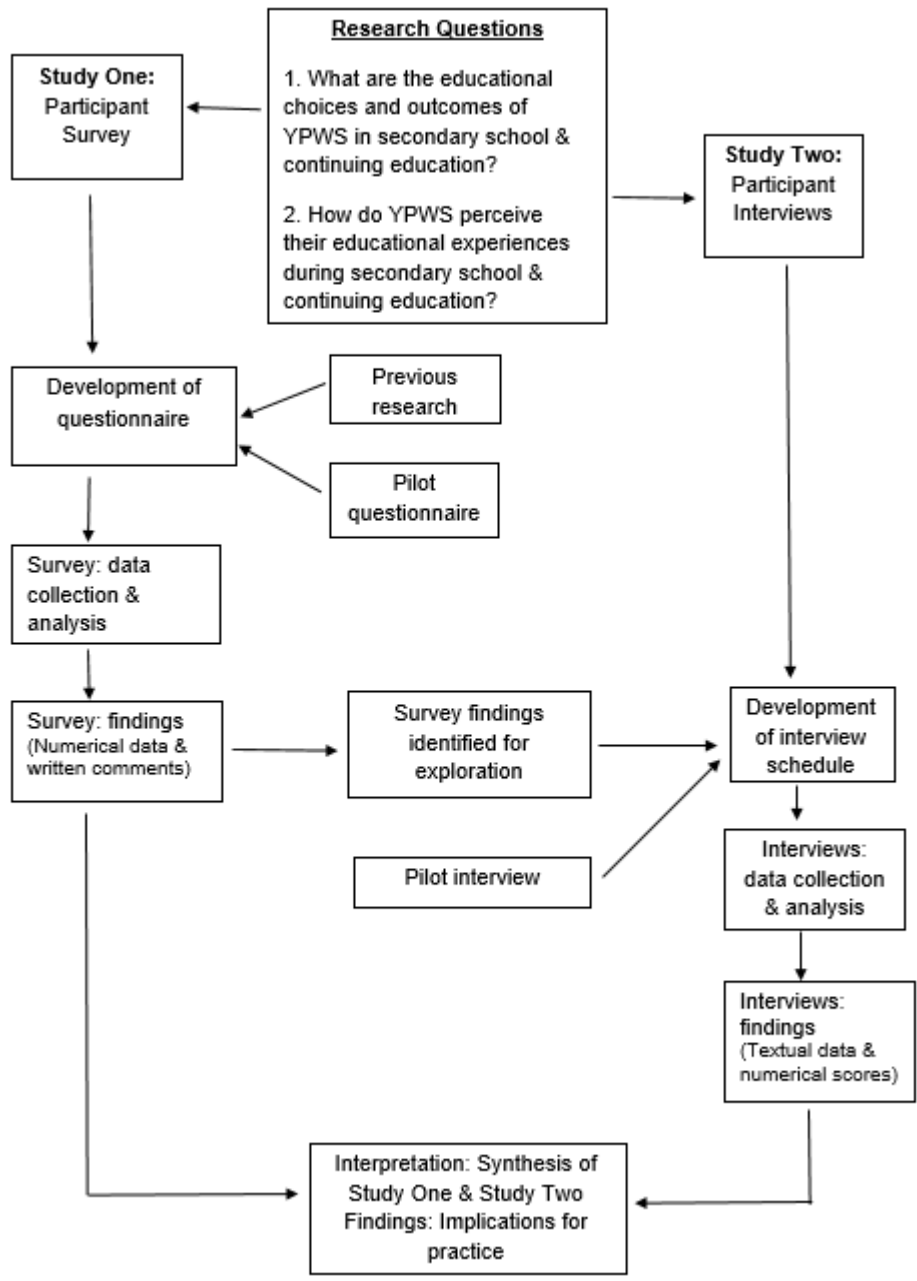 Research Questions
1. What are the educational
choices and outcomes of
YPWS in secondary school &
continuing education?
2. How do YPWS perceive
their educational experiences
during secondary school &
continuing education?
Study One:
Participant
Survey
Study Two:
Participant
Interviews
Development of
questionnaire
Previous
research
Pilot
questionnaire
Survey: data
collection &
analysis
Survey: findings
(Numerical data &
written comments)
Survey findings
identified for
exploration
Development
of interview
schedule
Pilot interview
Interviews:
data collection
& analysis
Interviews:
findings
(Textual data &
numerical scores)
Interpretation: Synthesis of
Study One & Study Two
Findings: Implications for
practice